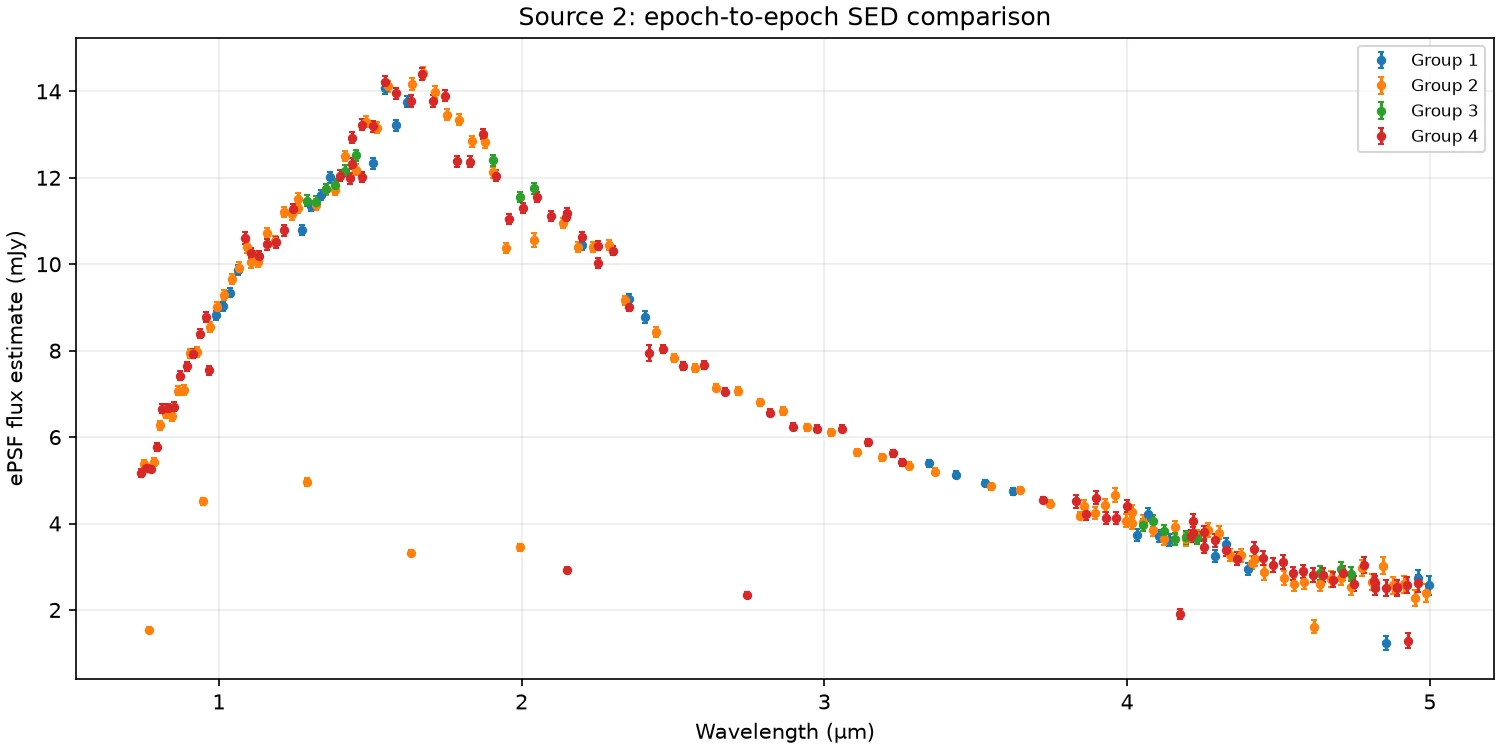 Source 2: epoch-to-epoch SED comparison
Group 1
Group 2
Group 3
Group 4
ePSF flux estimate (mJy)
14
12
10
8
6
4
2
1 2 3 4 5
Wavelength (μm)